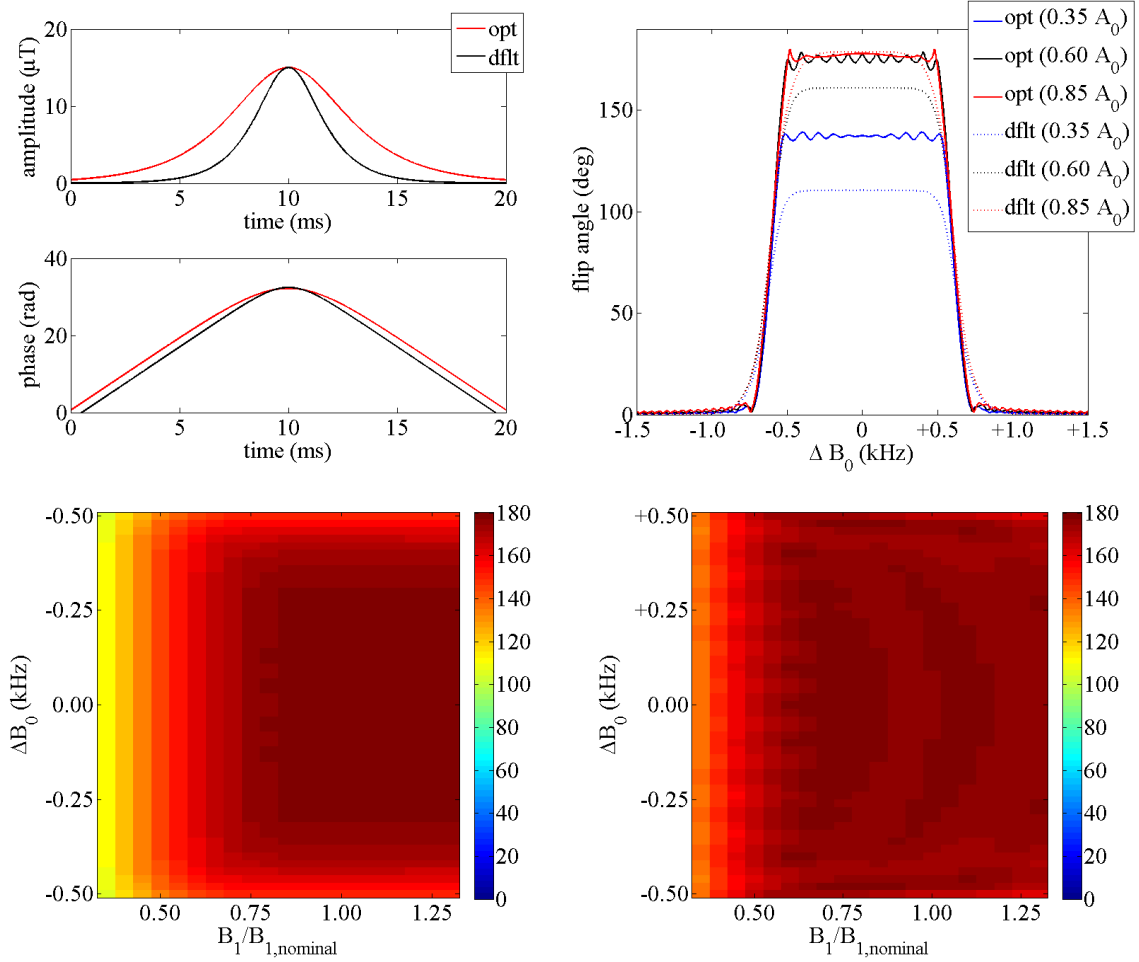 20
10
0
amplitude (μT)
opt
dflt
0 5 10 15 20
time (ms)
40
20
0
phase (rad)
0 5 10 15 20
time (ms)
opt (0.35 A0)
opt (0.60 A0)
opt (0.85 A0)
dflt (0.35 A0)
dflt (0.60 A0)
dflt (0.85 A0)
150
100
50
0
flip angle (deg)
-1.5 -1.0 -0.5 0 +0.5 +1.0 +1.5
Δ B0 (kHz)
-0.50
-0.25
0.00
-0.25
-0.50
ΔB0 (kHz)
0.50 0.75 1.00 1.25
B1/B1,nominal
180
160
140
120
100
80
60
40
20
0
+0.50
+0.25
0.00
-0.25
-0.50
ΔB0 (kHz)
0.50 0.75 1.00 1.25
B1/B1,nominal
180
160
140
120
100
80
60
40
20
0